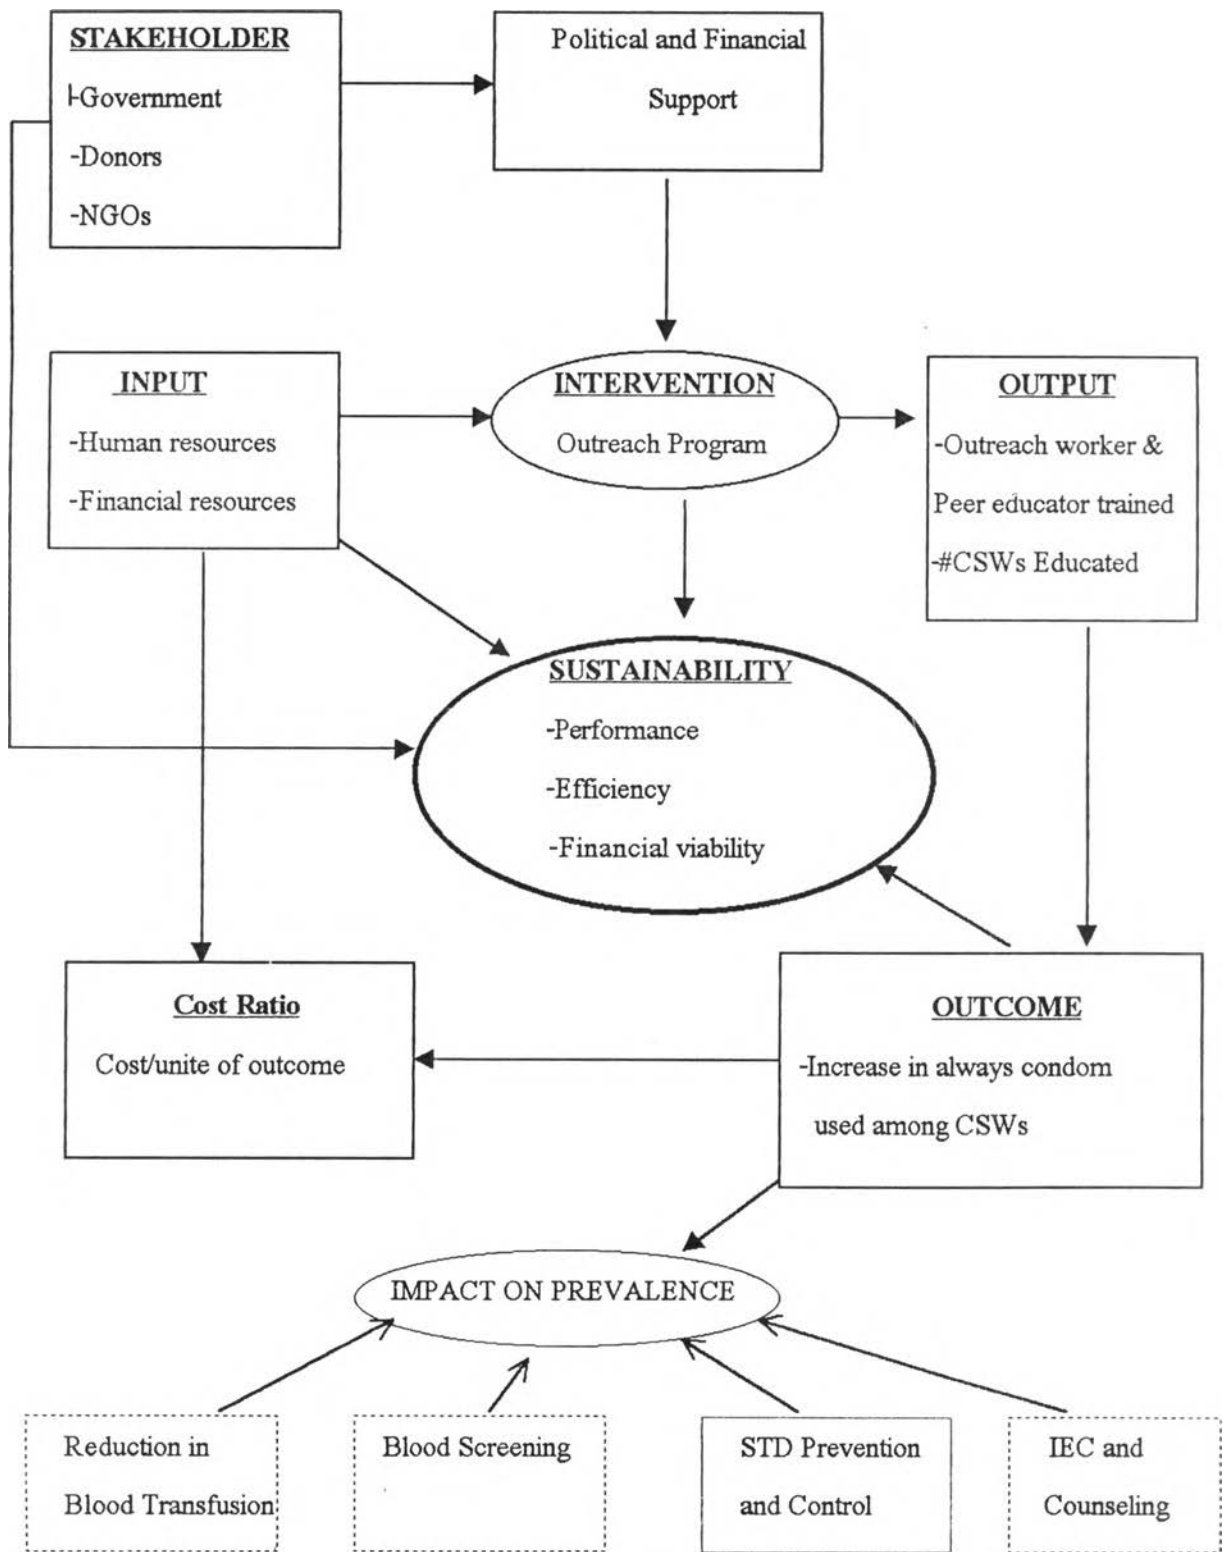 STAKEHOLDER
-Government
-Donors
-NGOs
Political and Financial
Support
INPUT
-Human resources
-Financial resources
INTERVENTION
Outreach Program
OUTPUT
-Outreach worker &
Peer educator trained
-#CSWs Educated
SUSTAINABILITY
-Performance
-Efficiency
-Financial viability
Cost Ratio
Cost/unite of outcome
OUTCOME
-Increase in always condom
used among CSWs
IMPACT ON PREVALENCE
Reduction in
Blood Transfusion
Blood Screening
STD Prevention
and Control
IEC and
Counseling